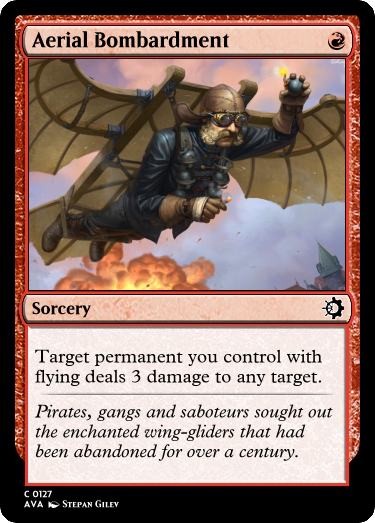 Aerial Bombardment
Sorcery
Target permanent you control with
flying deals 3 damage to any target.
Pirates, gangs and saboteurs sought out
the enchanted wing-gliders that had
been abandoned for over a century.
C 0127
AVA Stepan Gilev